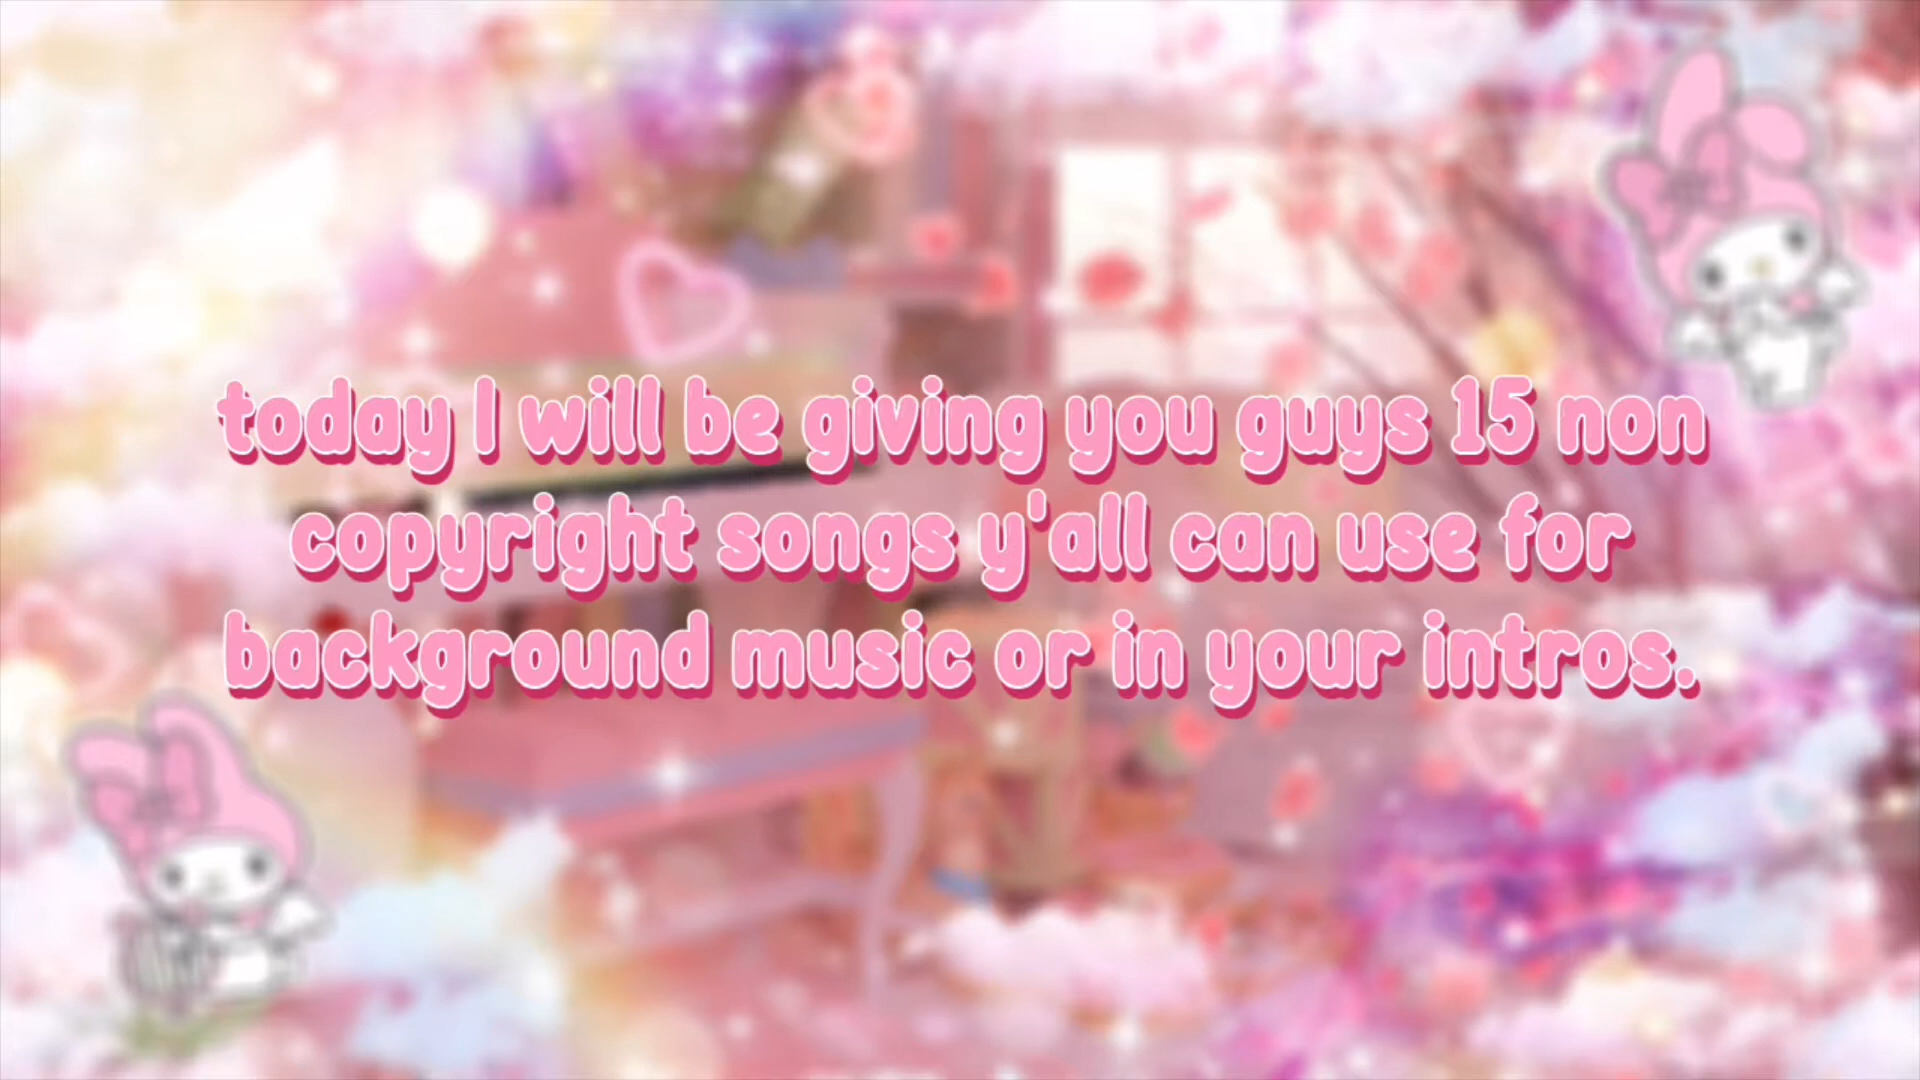 today I will be giving you guys 15 non
copyright songs y'all can use for
background music or in your intros.